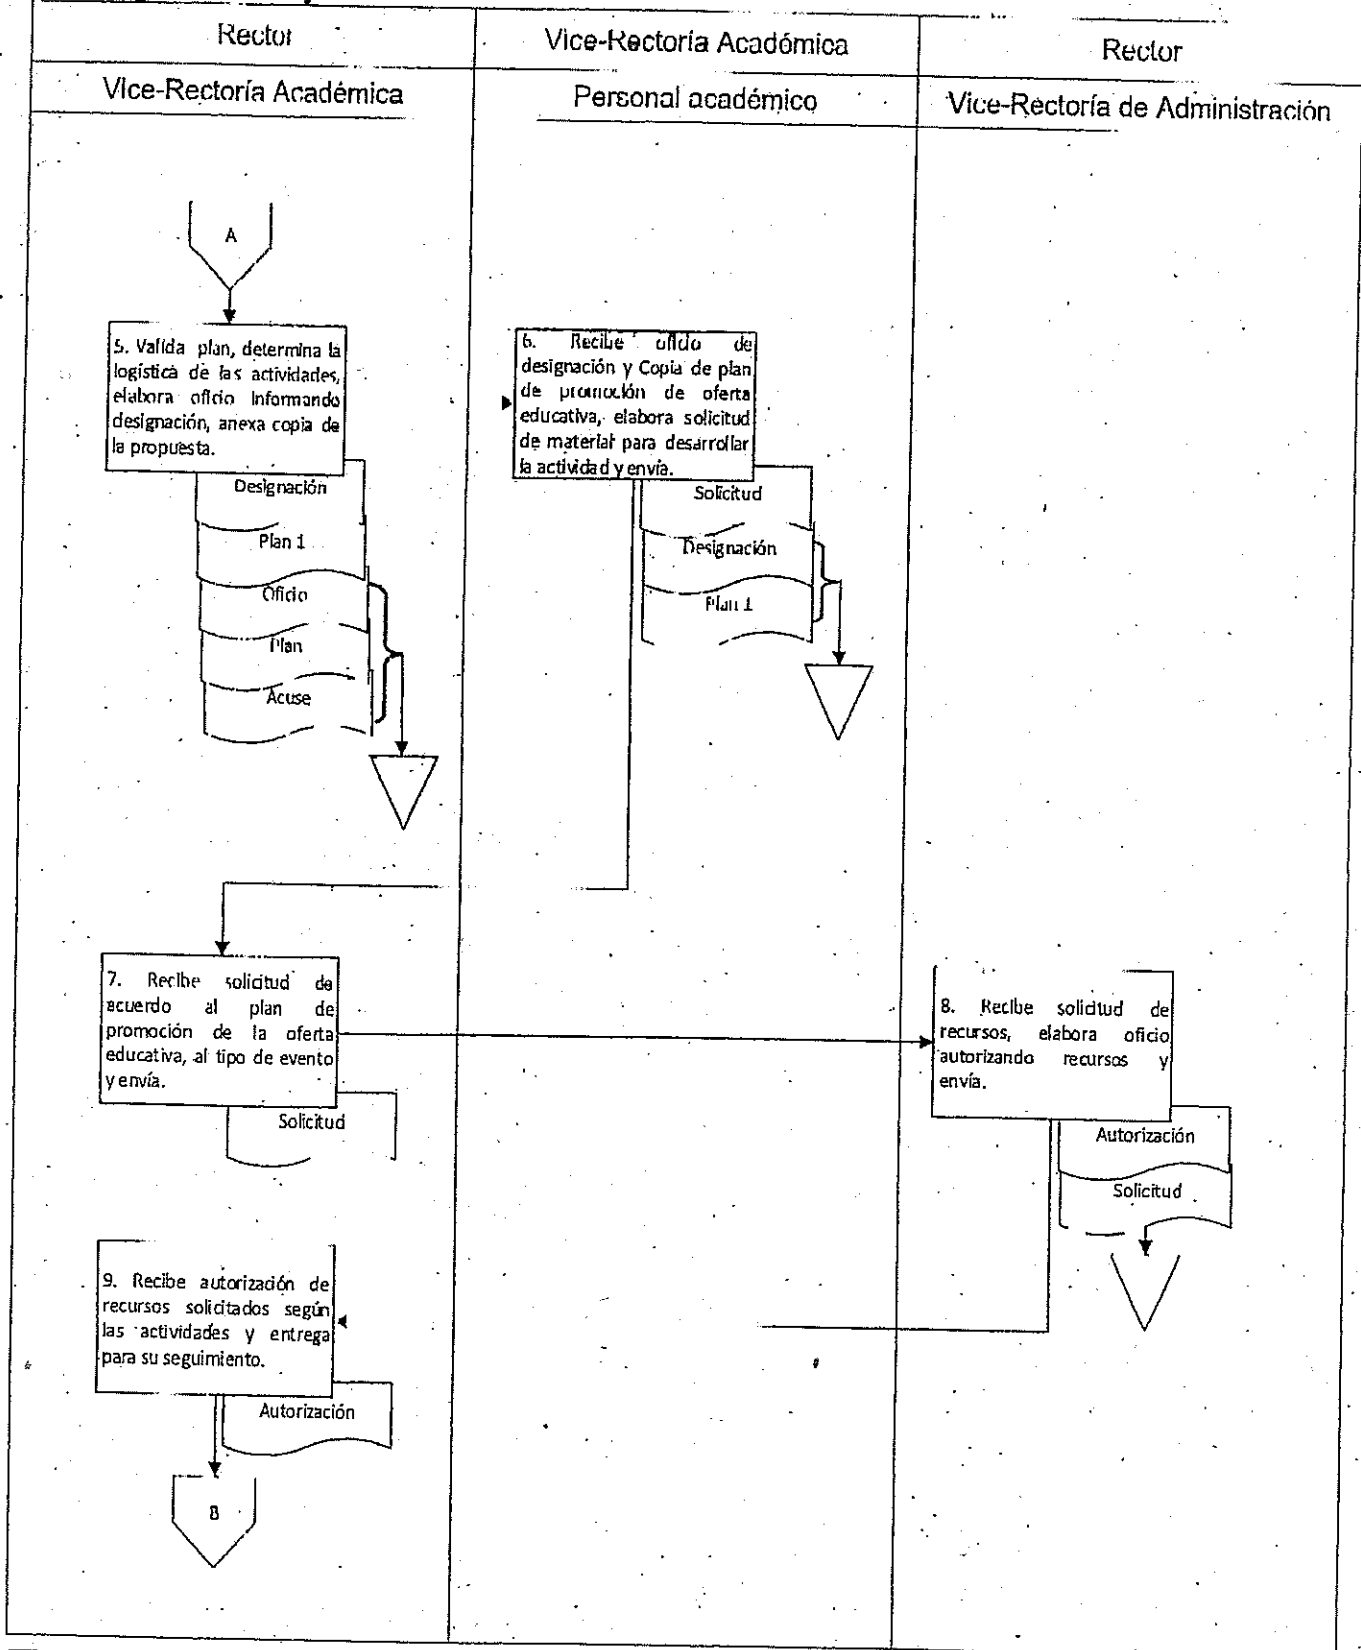 Rector
Vice-Rectoría Académica
Rector
Vice-Rectoría Académica
Personal académico
Vice-Rectoría de Administración
A
5. Valida plan, determina la
logística de las actividades,
elabora oficio informando
designación, anexa copia de
la propuesta.
Designación
Plan 1
Oficio
Plan
Acuse
6. Recibe oficio de
designación y Copia de plan
de promoción de oferta
educativa, elabora solicitud
de material para desarrollar
la actividad y envía.
Solicitud
Designación
Plan 1
7. Recibe solicitud de
acuerdo al plan de
promoción de la oferta
educativa, al tipo de evento
y envía.
Solicitud
8. Recibe solicitud de
recursos, elabora oficio
autorizando recursos y
envía.
Autorización
Solicitud
9. Recibe autorización de
recursos solicitados según
las actividades y entrega
para su seguimiento.
Autorización
B